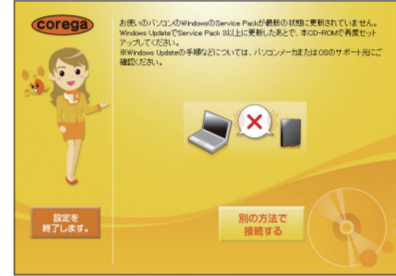 corega
お使いのパソコンのWindowsのService Packが最新の状態に更新されていません。
Windows UpdateでService Pack 3以上に更新したあとで、本CD-ROMで再度セット
アップしてください。
※Windows Updateの手順などについては、パソコンメーカまたはOSのサポート元にご
確認ください。
設定を
終了します。
別の方法で
接続する